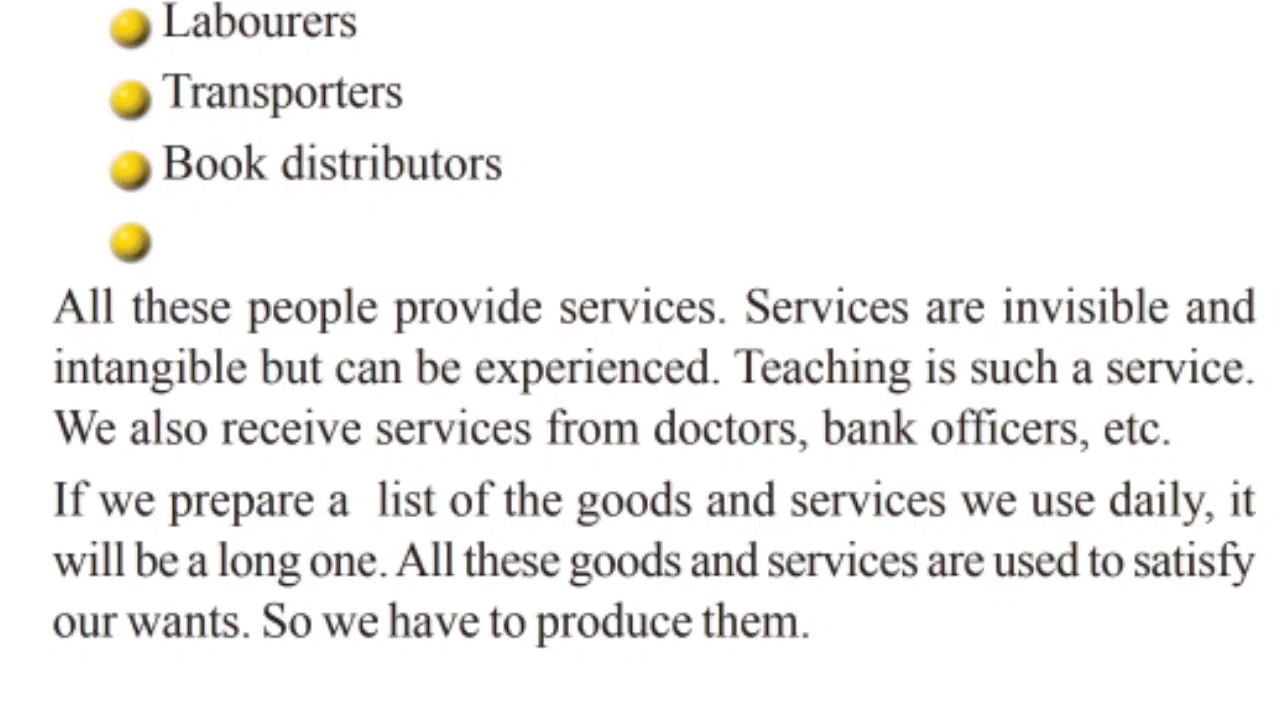 Labourers
Transporters
Book distributors
All these people provide services. Services are invisible and
intangible but can be experienced. Teaching is such a service.
We also receive services from doctors, bank officers, etc.
If we prepare a list of the goods and services we use daily, it
will be a long one. All these goods and services are used to satisfy
our wants. So we have to produce them.